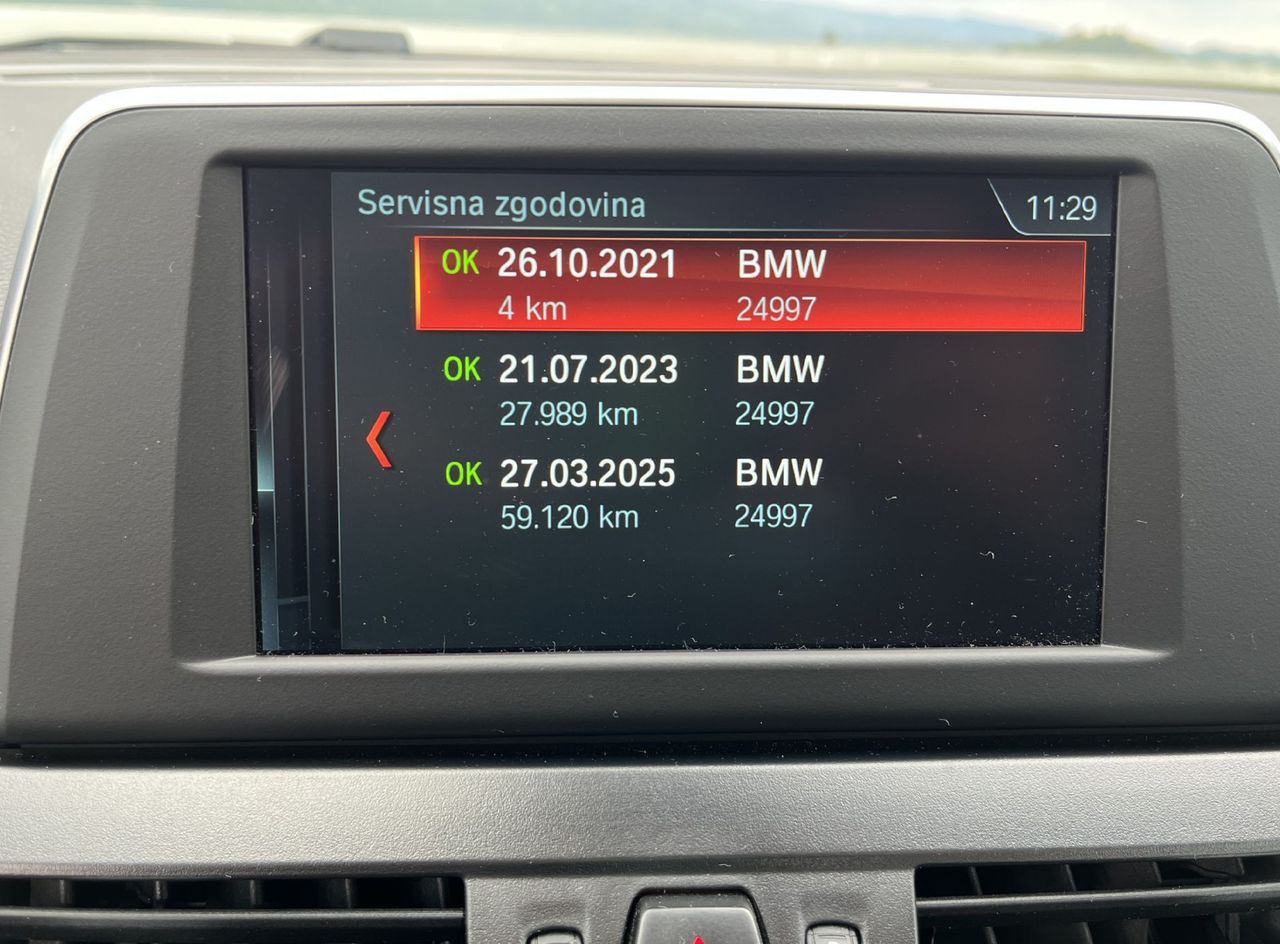 Servisna zgodovina 11:29
OK 26.10.2021 BMW
4 km 24997
OK 21.07.2023 BMW
27.989 km 24997
OK 27.03.2025 BMW
59.120 km 24997